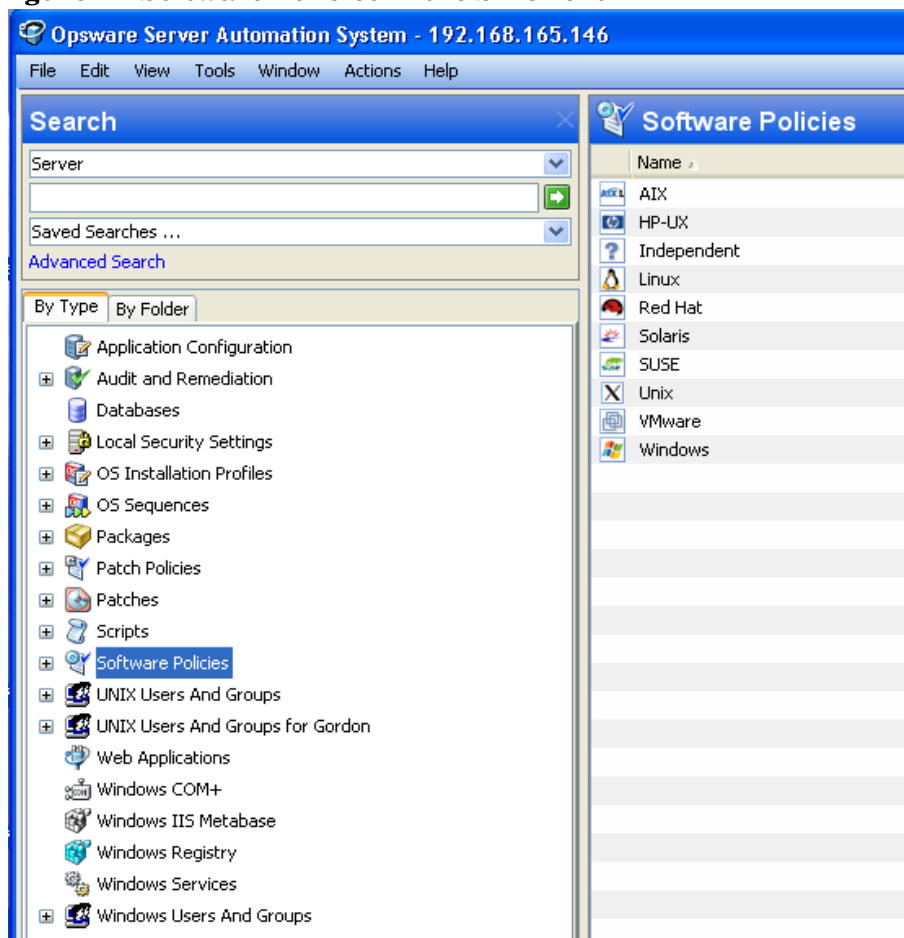 Opsware Server Automation System - 192.168.165.146
File Edit View Tools Window Actions Help
Search
Server
Saved Searches ...
Advanced Search
By Type By Folder
Application Configuration
Audit and Remediation
Databases
Local Security Settings
OS Installation Profiles
OS Sequences
Packages
Patch Policies
Patches
Scripts
Software Policies
UNIX Users And Groups
UNIX Users And Groups for Gordon
Web Applications
Windows COM+
Windows IIS Metabase
Windows Registry
Windows Services
Windows Users And Groups
Software Policies
Name
AIX
HP-UX
Independent
Linux
Red Hat
Solaris
SUSE
Unix
VMware
Windows